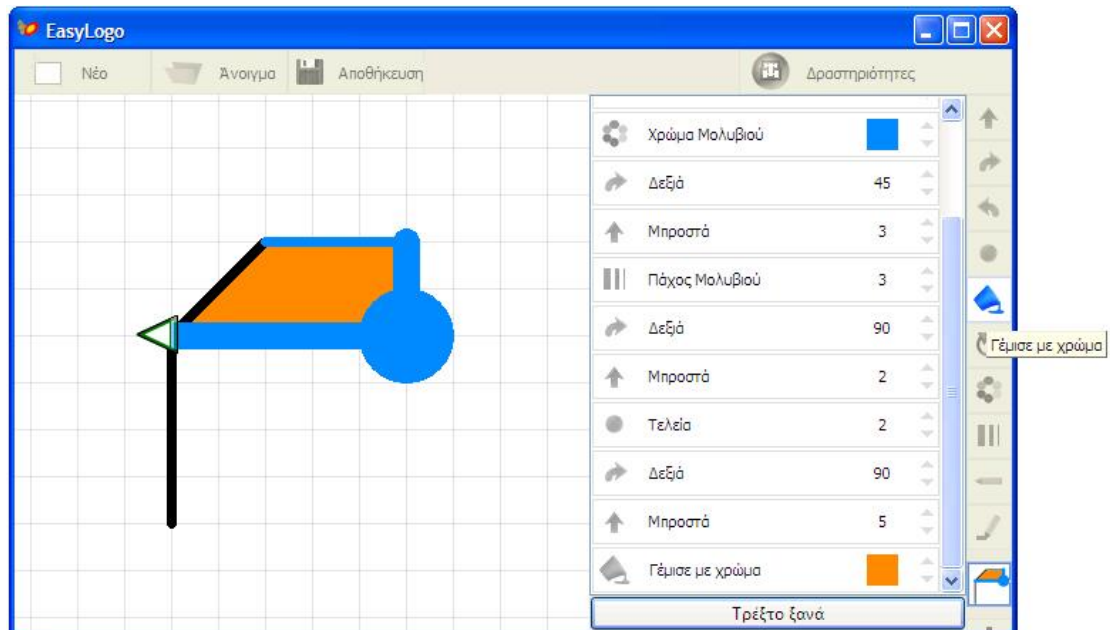 EasyLogo
Νέο Άνοιγμα Αποθήκευση Δραστηριότητες
Χρώμα Μολυβιού
Δεξιά 45
Μπροστά 3
Πάχος Μολυβιού 3
Δεξιά 90
Γέμισε με χρώμα
Μπροστά 2
Τελεία 2
Δεξιά 90
Μπροστά 5
Γέμισε με χρώμα
Τρέξτο ξανά